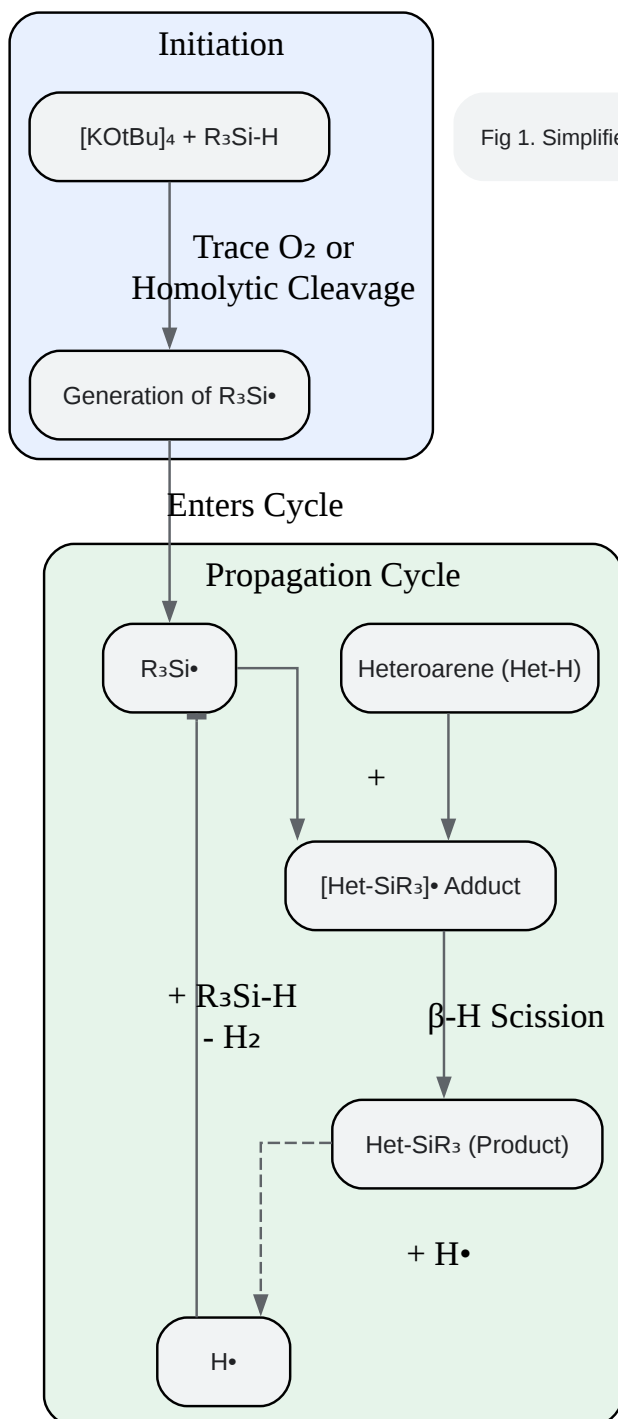 Initiation
[KOtBu]₄ + R₃Si-H
Fig 1. Simplifie
Trace O₂ or
Homolytic Cleavage
Generation of R₃Si•
Enters Cycle
Propagation Cycle
R₃Si•
Heteroarene (Het-H)
+
[Het-SiR₃]• Adduct
+ R₃Si-H
- H₂
β-H Scission
Het-SiR₃ (Product)
+ H•
H•